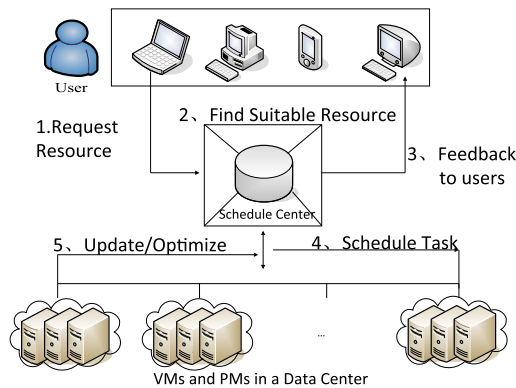 User
1.Request
Resource
2、Find Suitable Resource
3、Feedback
to users
Schedule Center
5、Update/Optimize
4、Schedule Task
...
VMs and PMs in a Data Center